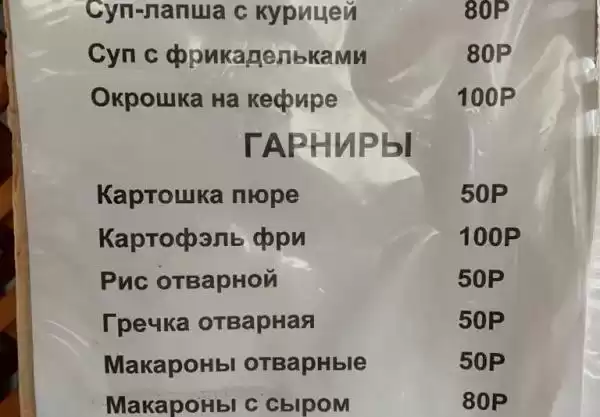 Суп-лапша с курицей 80Р
Суп с фрикадельками 80Р
Окрошка на кефире 100Р
ГАРНИРЫ
Картошка пюре 50Р
Картофэль фри 100Р
Рис отварной 50Р
Гречка отварная 50Р
Макароны отварные 50Р
Макароны с сыром 80Р